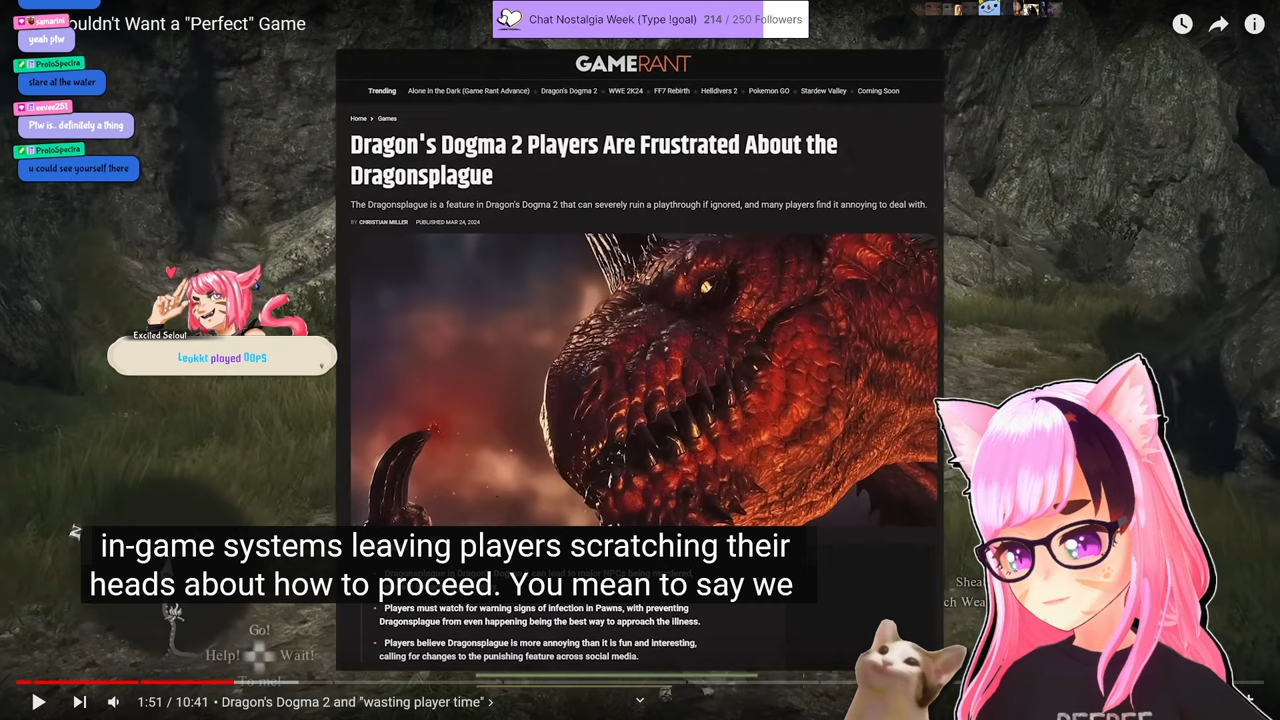 ouldn't Want a "Perfect" Game
Chat Nostalgia Week (Type !goal) 214 / 250 Followers
samarini
yeah ptw
ProtoSpectra
stare at the water
eevee251
Ptw is.. definitely a thing
ProtoSpectra
u could see yourself there
GAMERANT
Trending Alone in the Dark (Game Rant Advance) Dragon's Dogma 2 WWE 2K24 FF7 Rebirth Helldivers 2 Pokemon GO Stardew Valley Coming Soon
Home > Games
Dragon's Dogma 2 Players Are Frustrated About the
Dragonsplague
The Dragonsplague is a feature in Dragon's Dogma 2 that can severely ruin a playthrough if ignored, and many players find it annoying to deal with.
BY CHRISTIAN MILLER PUBLISHED MAR 24, 2024
Excited Selout
Leokkt played OOPS
in-game systems leaving players scratching their
heads about how to proceed. You mean to say we
Players must watch for warning signs of infection in Pawns, with preventing
Dragonsplague from even happening being the best way to approach the illness.
Players believe Dragonsplague is more annoying than it is fun and interesting,
calling for changes to the punishing feature across social media.
Go!
Help! Wait!
To me!
Shea
ch Wea
1:51 / 10:41 • Dragon's Dogma 2 and "wasting player time" >